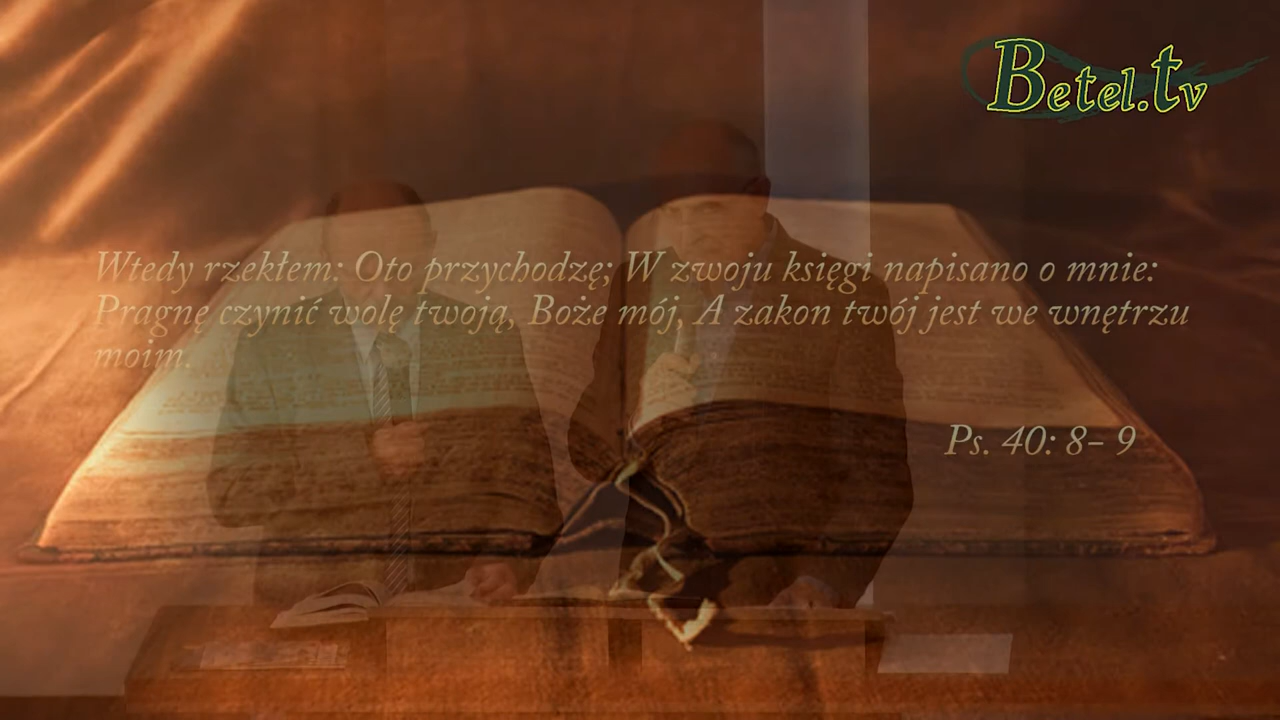 Betel.tv
Wtedy rzekłem: Oto przychodzę; W zwoju księgi napisano o mnie:
Pragnę czynić wolę twoją, Boże mój, A zakon twój jest we wnętrzu
moim.
Ps. 40: 8– 9